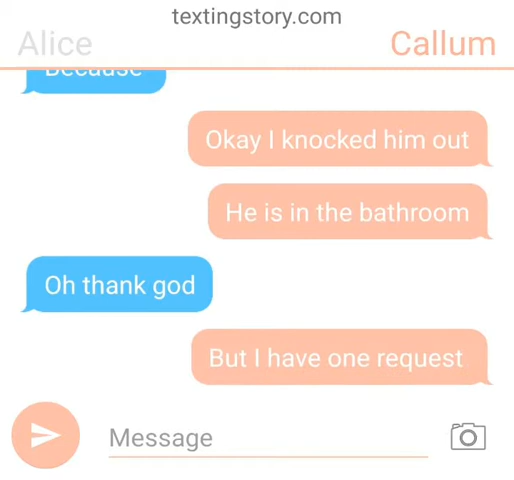 textingstory.com
Alice
Callum
Because
Okay I knocked him out
He is in the bathroom
Oh thank god
But I have one request
Message